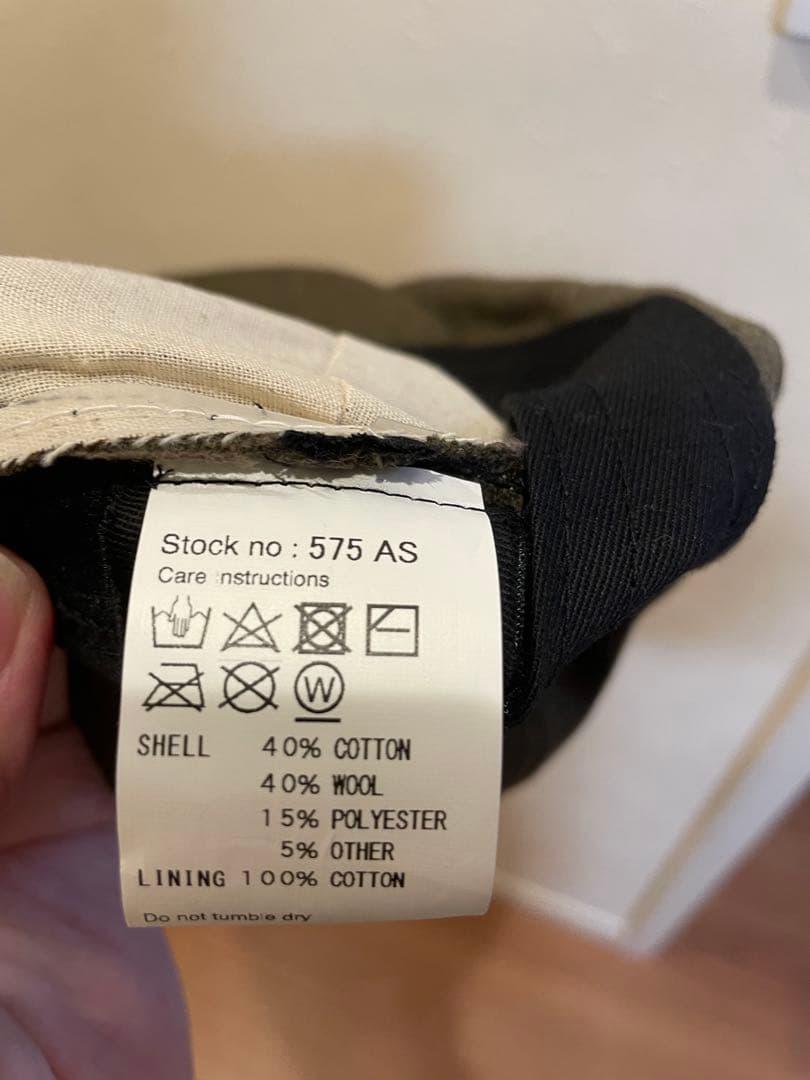 Stock no : 575 AS
Care nstructions
W
SHELL 40% COTTON
40% WOOL
15% POLYESTER
5% OTHER
LINING 100% COTTON
Do not tumble dry